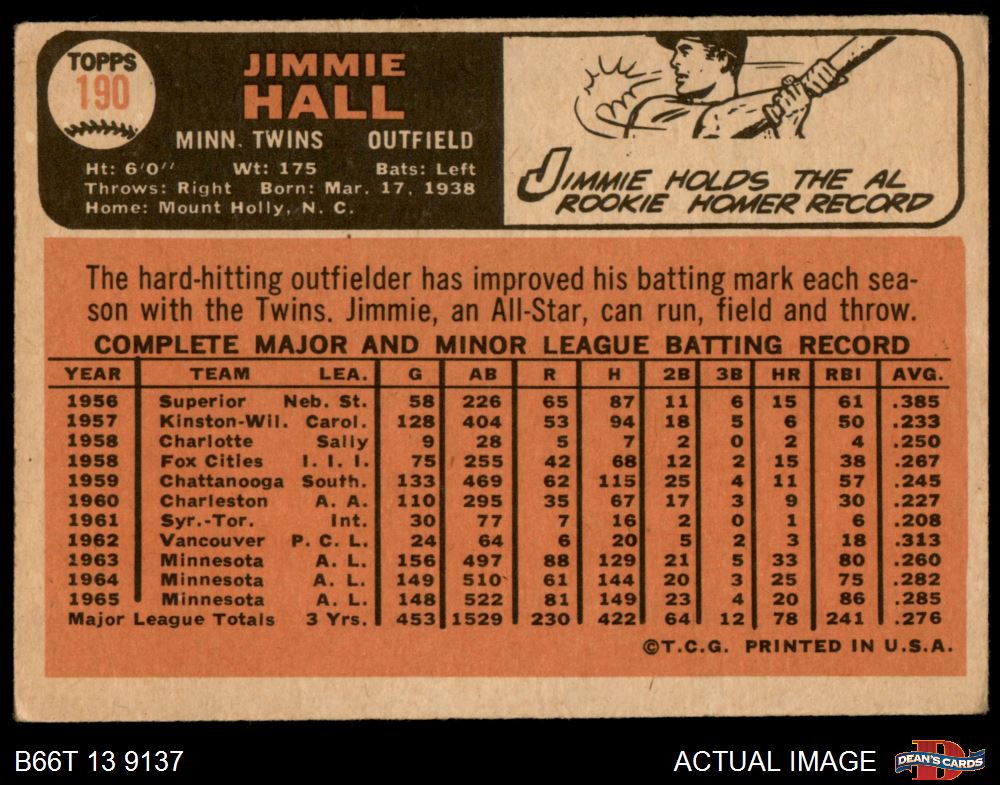 TOPPS
190
JIMMIE
HALL
MINN. TWINS OUTFIELD
Ht: 6'0" Wt: 175 Bats: Left
Throws: Right Born: Mar. 17, 1938
Home: Mount Holly, N. C.
JIMMIE HOLDS THE AL
ROOKIE HOMER RECORD
The hard-hitting outfielder has improved his batting mark each sea-
son with the Twins. Jimmie, an All-Star, can run, field and throw.
COMPLETE MAJOR AND MINOR LEAGUE BATTING RECORD
YEAR TEAM LEA. G AB R H 2B 3B HR RBI AVG.
1956 Superior Neb. St. 58 226 65 87 11 6 15 61 .385
1957 Kinston-Wil. Carol. 128 404 53 94 18 5 6 50 .233
1958 Charlotte Sally 9 28 5 7 2 0 2 4 .250
1958 Fox Cities I. I. I. 75 255 42 68 12 2 15 38 .267
1959 Chattanooga South. 133 469 62 115 25 4 11 57 .245
1960 Charleston A. A. 110 295 35 67 17 3 9 30 .227
1961 Syr.-Tor. Int. 30 77 7 16 2 0 1 6 .208
1962 Vancouver P. C. L. 24 64 6 20 5 2 3 18 .313
1963 Minnesota A. L. 156 497 88 129 21 5 33 80 .260
1964 Minnesota A. L. 149 510 61 144 20 3 25 75 .282
1965 Minnesota A. L. 148 522 81 149 23 4 20 86 .285
Major League Totals 3 Yrs. 453 1529 230 422 64 12 78 241 .276
©T.C.G. PRINTED IN U.S.A.
B66T 13 9137 ACTUAL IMAGE
DEAN'S CARDS